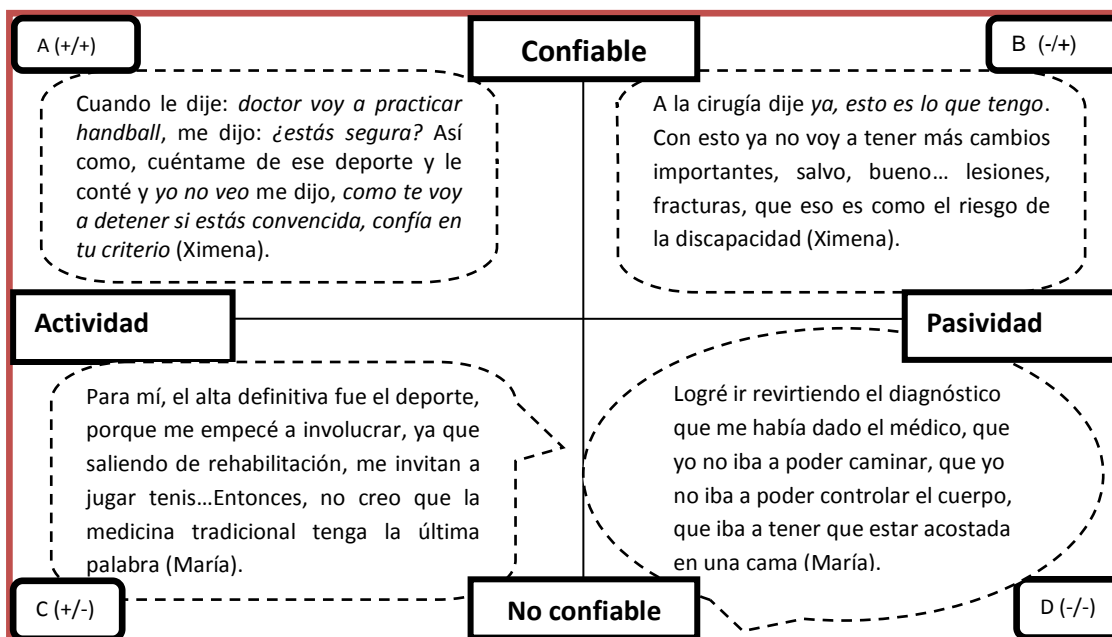 A (+/+)
Confiable
B (-/+)
Cuando le dije: doctor voy a practicar
handball, me dijo: ¿estás segura? Así
como, cuéntame de ese deporte y le
conté y yo no veo me dijo, como te voy
a detener si estás convencida, confía en
tu criterio (Ximena).
A la cirugía dije ya, esto es lo que tengo.
Con esto ya no voy a tener más cambios
importantes, salvo, bueno... lesiones,
fracturas, que eso es como el riesgo de
la discapacidad (Ximena).
Actividad
Pasividad
Para mí, el alta definitiva fue el deporte,
porque me empecé a involucrar, ya que
saliendo de rehabilitación, me invitan a
jugar tenis...Entonces, no creo que la
medicina tradicional tenga la última
palabra (María).
Logré ir revirtiendo el diagnóstico
que me había dado el médico, que
yo no iba a poder caminar, que yo
no iba a poder controlar el cuerpo,
que iba a tener que estar acostada
en una cama (María).
C (+/-)
No confiable
D (-/-)